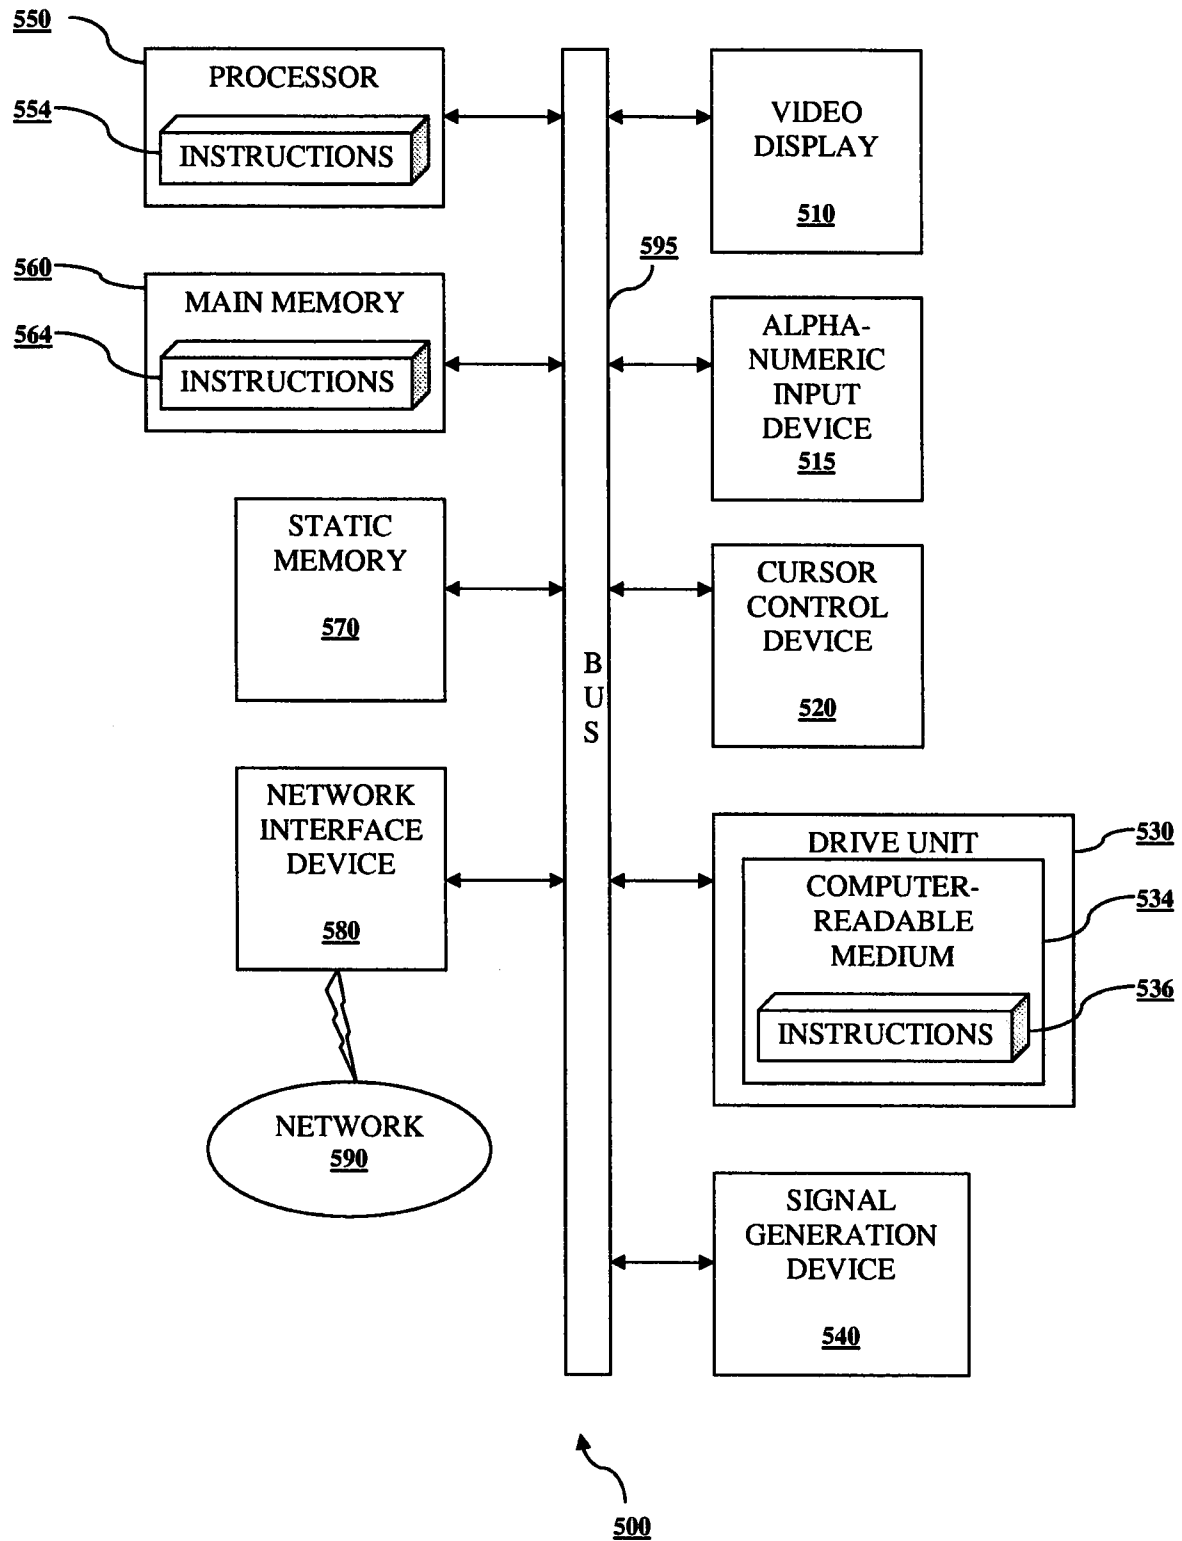 550
PROCESSOR
554
INSTRUCTIONS
560
MAIN MEMORY
564
INSTRUCTIONS
STATIC
MEMORY
570
NETWORK
INTERFACE
DEVICE
580
NETWORK
590
B
U
S
595
VIDEO
DISPLAY
510
ALPHA-
NUMERIC
INPUT
DEVICE
515
CURSOR
CONTROL
DEVICE
520
DRIVE UNIT
530
COMPUTER-
READABLE
MEDIUM
534
INSTRUCTIONS
536
SIGNAL
GENERATION
DEVICE
540
500